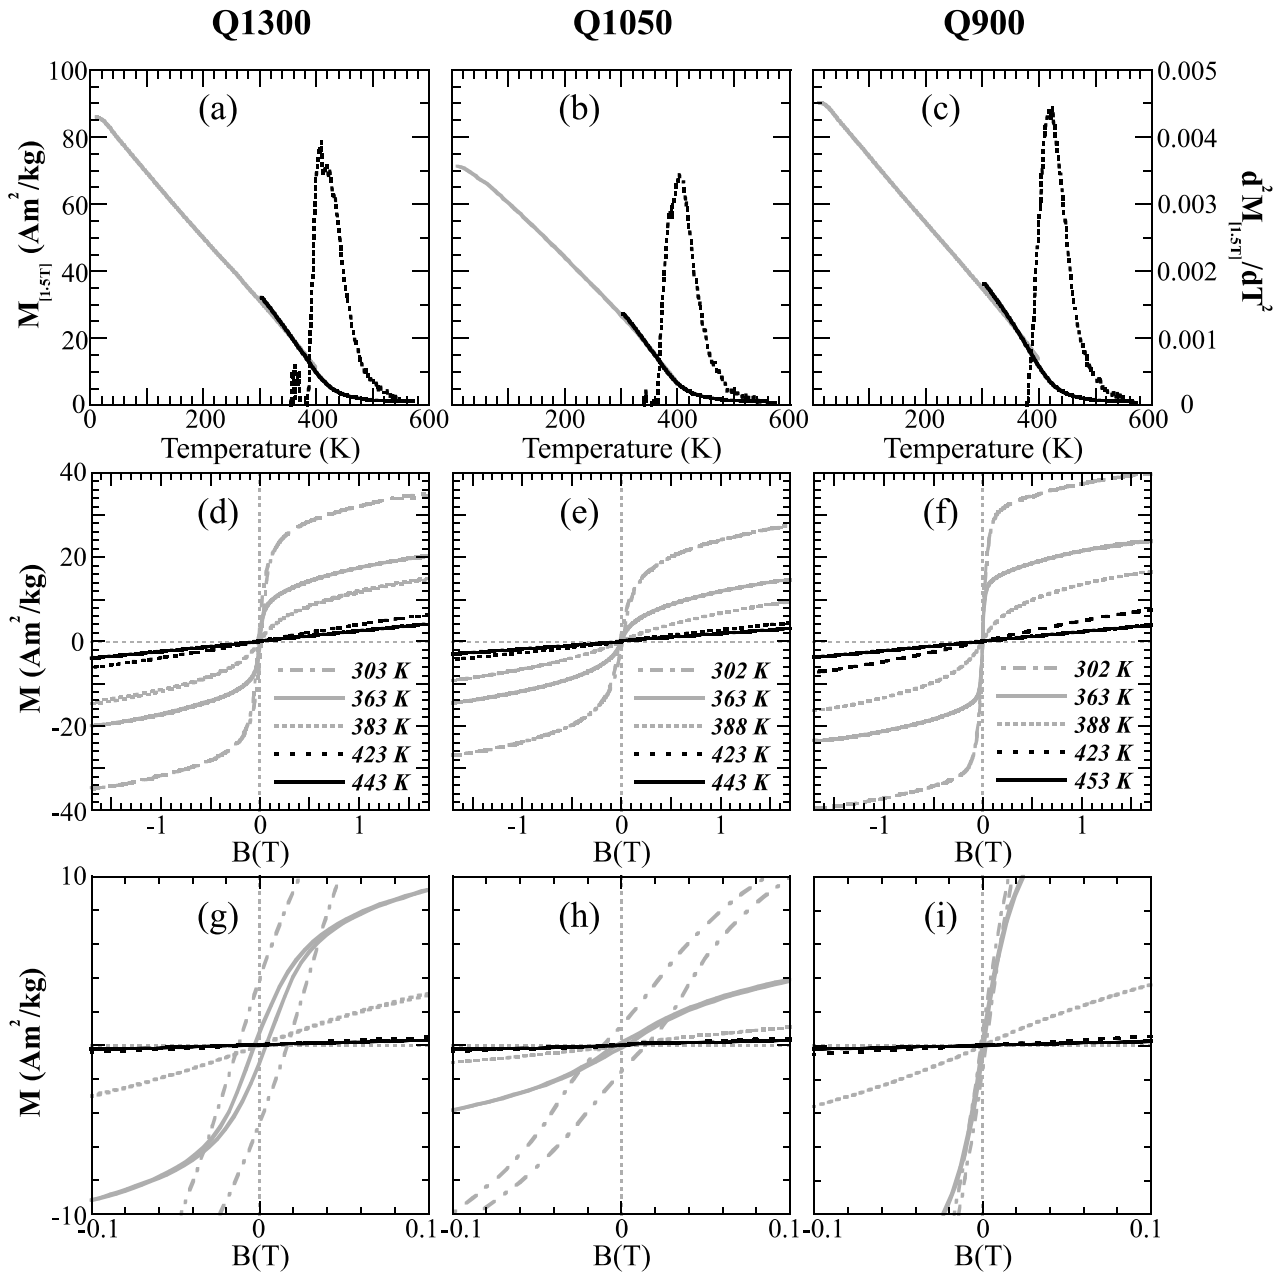 Q1300 Q1050 Q900
100 80 60 40 20 0
M[1.5T] (Am²/kg)
(a) (b) (c)
0.005 0.004 0.003 0.002 0.001 0
d²M[1.5T]/dT²
0 200 400 600 200 400 600 200 400 600
Temperature (K) Temperature (K) Temperature (K)
40 20 0 -20 -40
M (Am²/kg)
(d) (e) (f)
303 K
363 K
383 K
423 K
443 K
302 K
363 K
388 K
423 K
443 K
302 K
363 K
388 K
423 K
453 K
-1 0 1 -1 0 1 -1 0 1
B(T) B(T) B(T)
10 0 -10
M (Am²/kg)
(g) (h) (i)
-0.1 0 0.1 -0.1 0 0.1 -0.1 0 0.1
B(T) B(T) B(T)